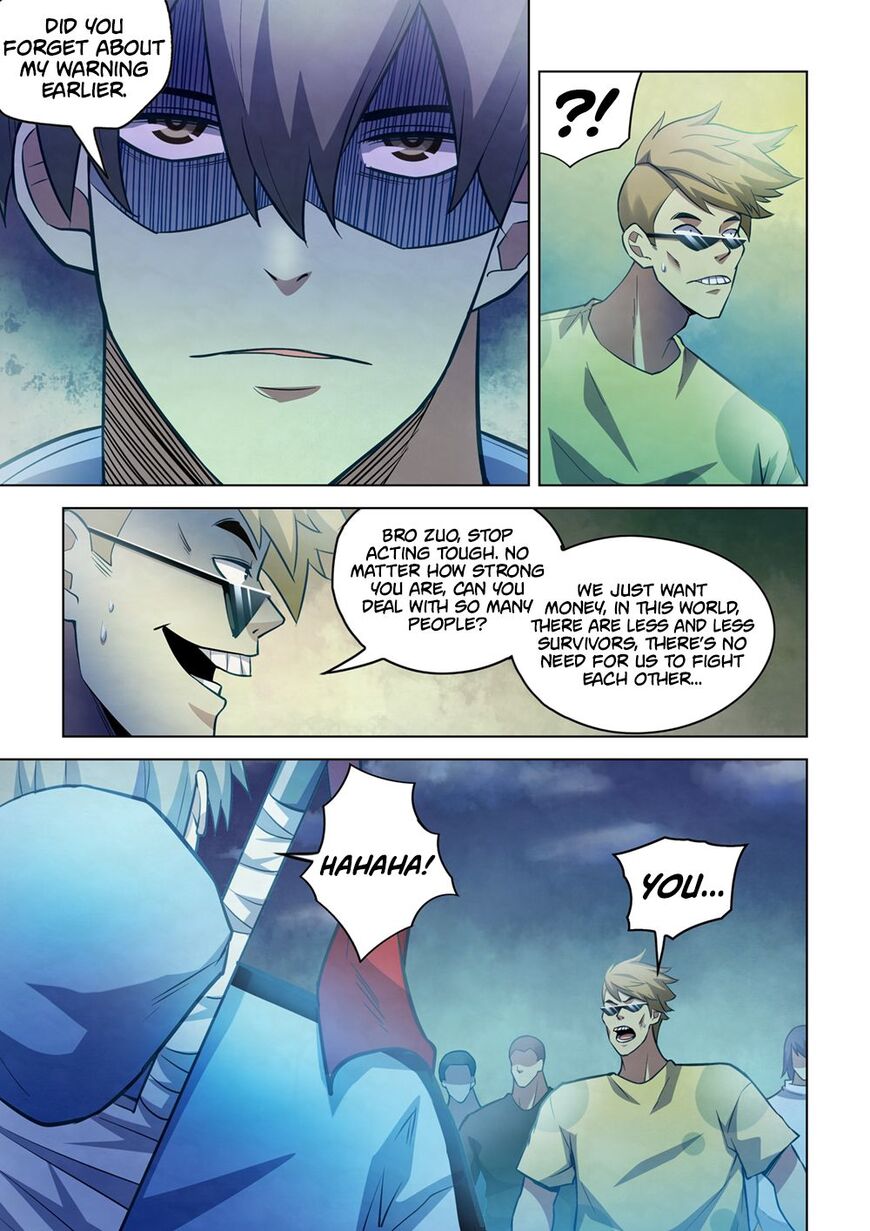 DID YOU
FORGET ABOUT
MY WARNING
EARLIER.
?!
BRO ZUO, STOP
ACTING TOUGH. NO
MATTER HOW STRONG
YOU ARE, CAN YOU
DEAL WITH SO MANY
PEOPLE?
WE JUST WANT
MONEY, IN THIS WORLD,
THERE ARE LESS AND LESS
SURVIVORS, THERE'S NO
NEED FOR US TO FIGHT
EACH OTHER...
HAHAHA!
YOU...